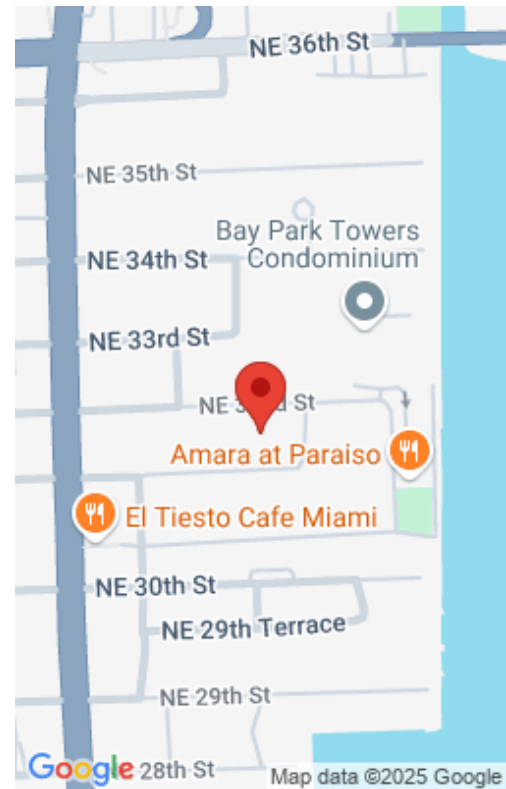 NE 36th St
NE 35th St
Bay Park Towers
Condominium
NE 34th St
NE 33rd St
NE 3 d St
Amara at Paraiso
El Tiesto Cafe Miami
NE 30th St
NE 29th Terrace
NE 29th St
Google
28th St
Map data ©2025 Google